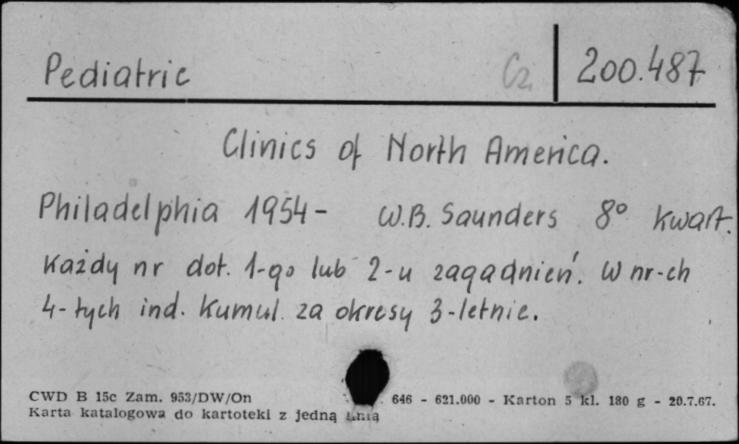 Pediatric Cz. 200.487
Clinics of North America.
Philadelphia 1954- W.B. Saunders 8° kwart.
Każdy nr dot. 1-go lub 2-u zagadnień. W nr-ch
4-tych ind. kumul. za okresy 3-letnie.
CWD B 15c Zam. 953/DW/On 646 - 621.000 - Karton 5 kl. 180 g - 20.7.67.
Karta katalogowa do kartoteki z jedną linią